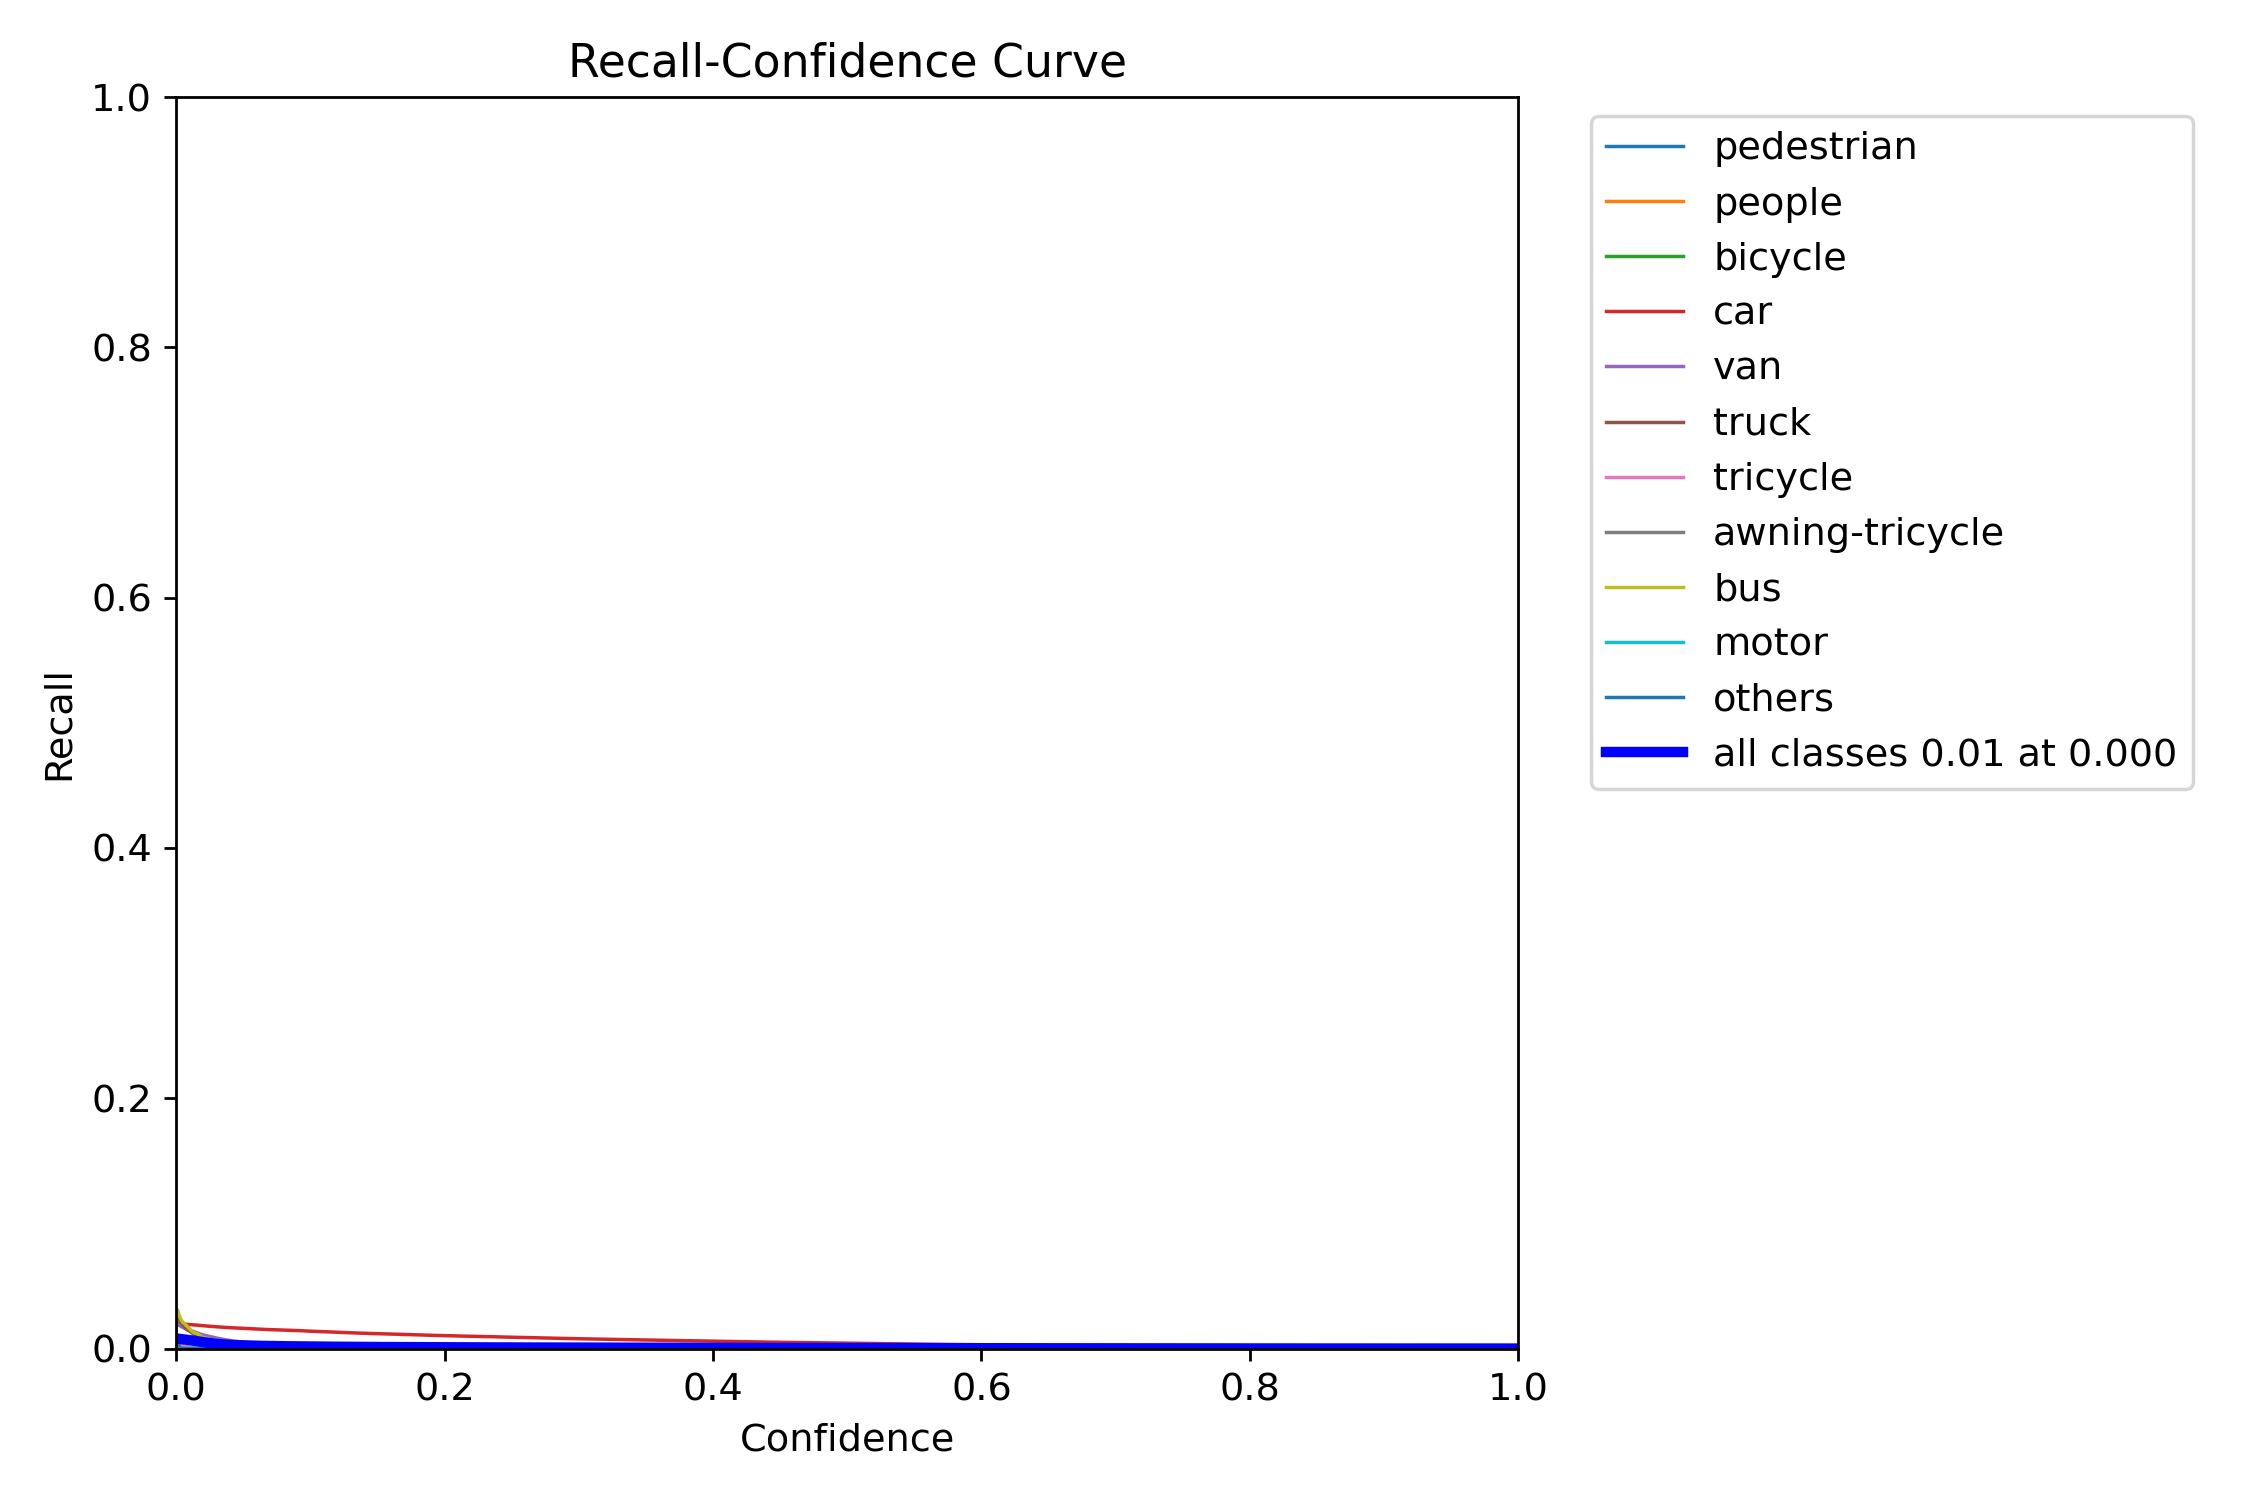 Recall-Confidence Curve
1.0
0.8
0.6
0.4
0.2
0.0
Recall
0.0 0.2 0.4 0.6 0.8 1.0
Confidence
pedestrian
people
bicycle
car
van
truck
tricycle
awning-tricycle
bus
motor
others
all classes 0.01 at 0.000